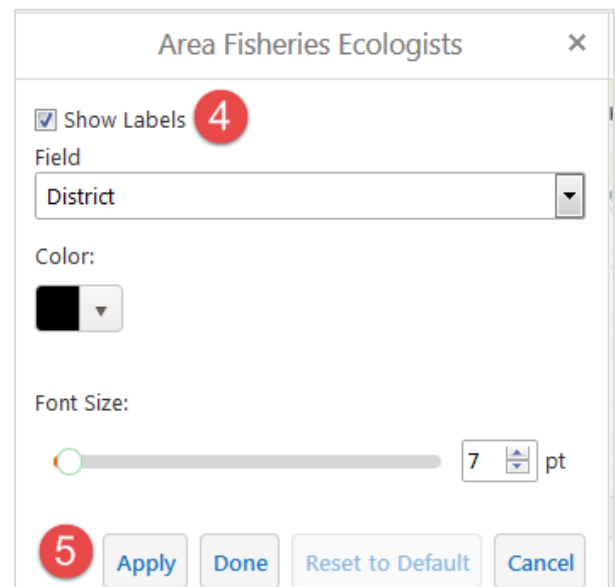 Area Fisheries Ecologists ×
Show Labels 4
Field
District
Color:
Font Size:
7 pt
5 Apply Done Reset to Default Cancel